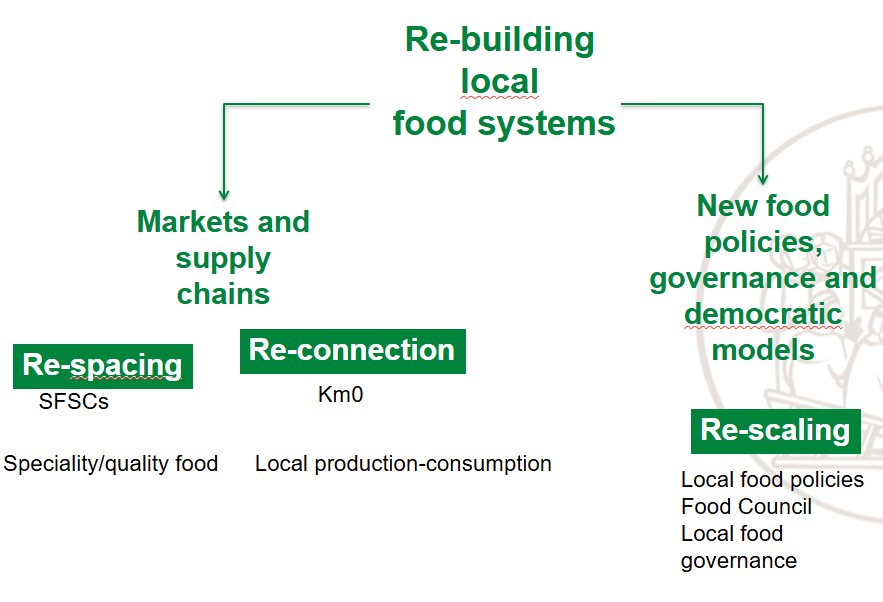 Re-building
local
food systems
Markets and
supply
chains
New food
policies,
governance and
democratic
models
Re-spacing
SFSCs
Speciality/quality food
Re-connection
Km0
Local production-consumption
Re-scaling
Local food policies
Food Council
Local food
governance